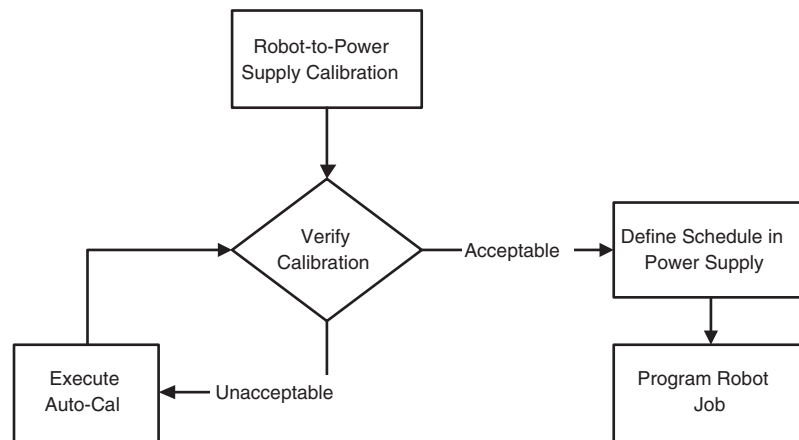 Robot-to-Power
Supply Calibration
Verify
Calibration
Acceptable
Define Schedule in
Power Supply
Execute
Auto-Cal
Unacceptable
Program Robot
Job